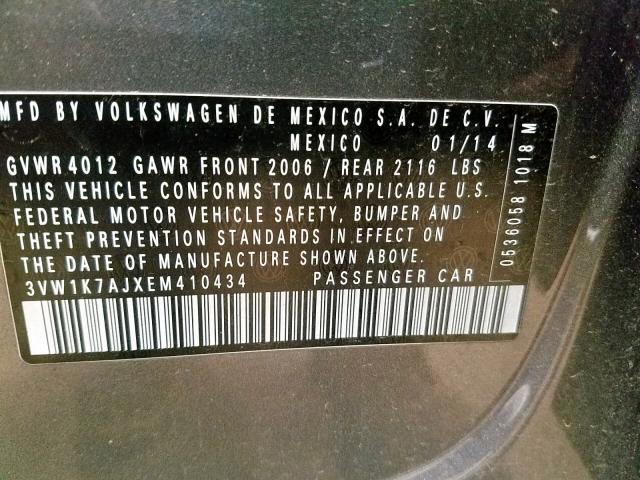 MFD BY VOLKSWAGEN DE MEXICO S.A. DE C.V.
MEXICO 01/14
GVWR 4012 GAWR FRONT 2006 / REAR 2116 LBS
THIS VEHICLE CONFORMS TO ALL APPLICABLE U.S.
FEDERAL MOTOR VEHICLE SAFETY, BUMPER AND
THEFT PREVENTION STANDARDS IN EFFECT ON
THE DATE OF MANUFACTURE SHOWN ABOVE.
3VW1K7AJXEM410434 PASSENGER CAR
0536058 1018 M